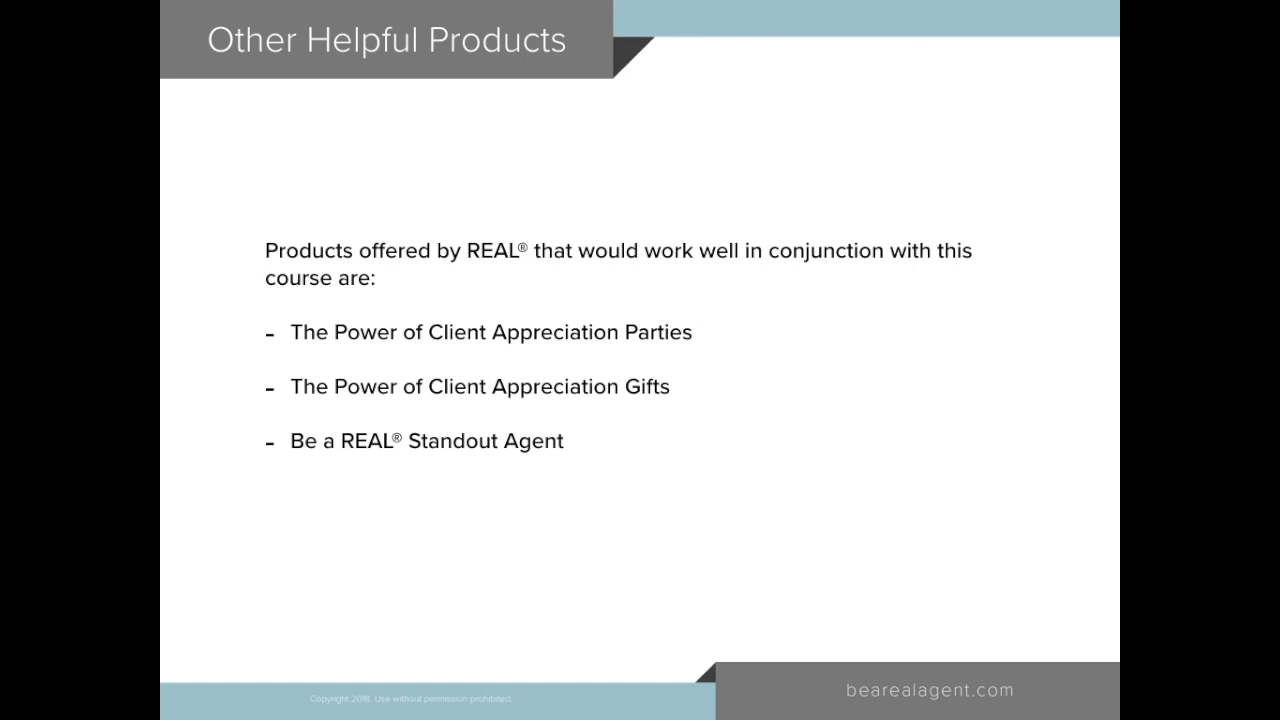 Other Helpful Products
Products offered by REAL® that would work well in conjunction with this
course are:
- The Power of Client Appreciation Parties
- The Power of Client Appreciation Gifts
- Be a REAL® Standout Agent
Copyright 2018. Use without permission prohibited.
bearealagent.com